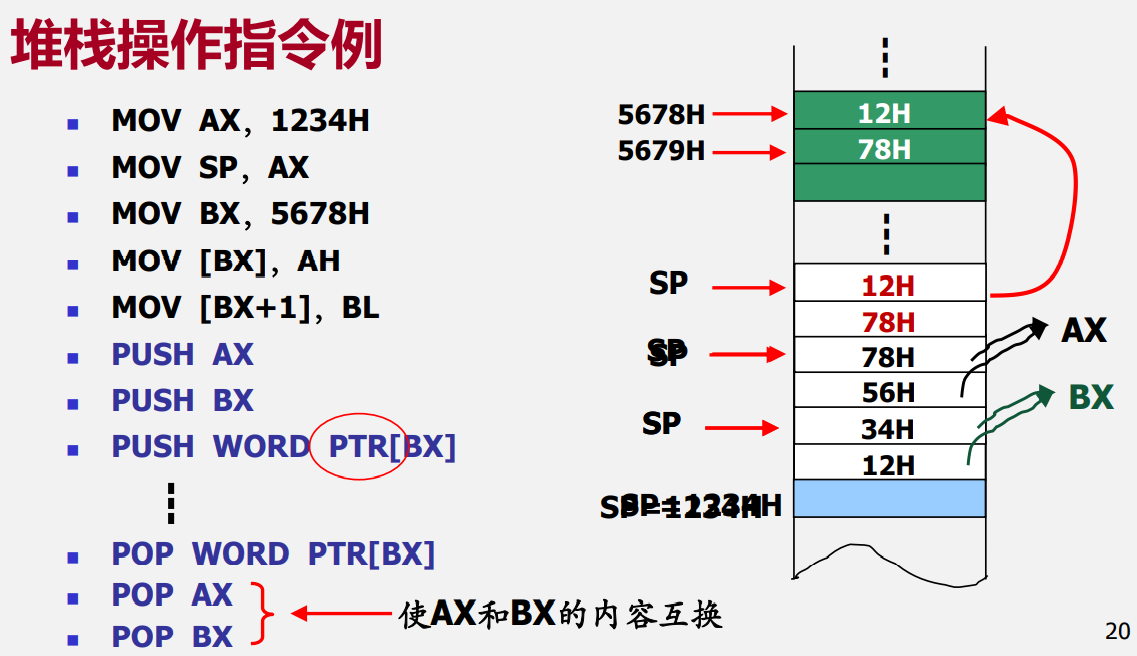 堆栈操作指令例
MOV AX，1234H
MOV SP，AX
MOV BX，5678H
MOV [BX]，AH
MOV [BX+1]，BL
PUSH AX
PUSH BX
PUSH WORD PTR[BX]
POP WORD PTR[BX]
POP AX
POP BX
使AX和BX的内容互换
5678H
12H
5679H
78H
SP
12H
78H
SP
SP
78H
56H
SP
34H
12H
SP=1234H
SP=1234H
AX
BX
20